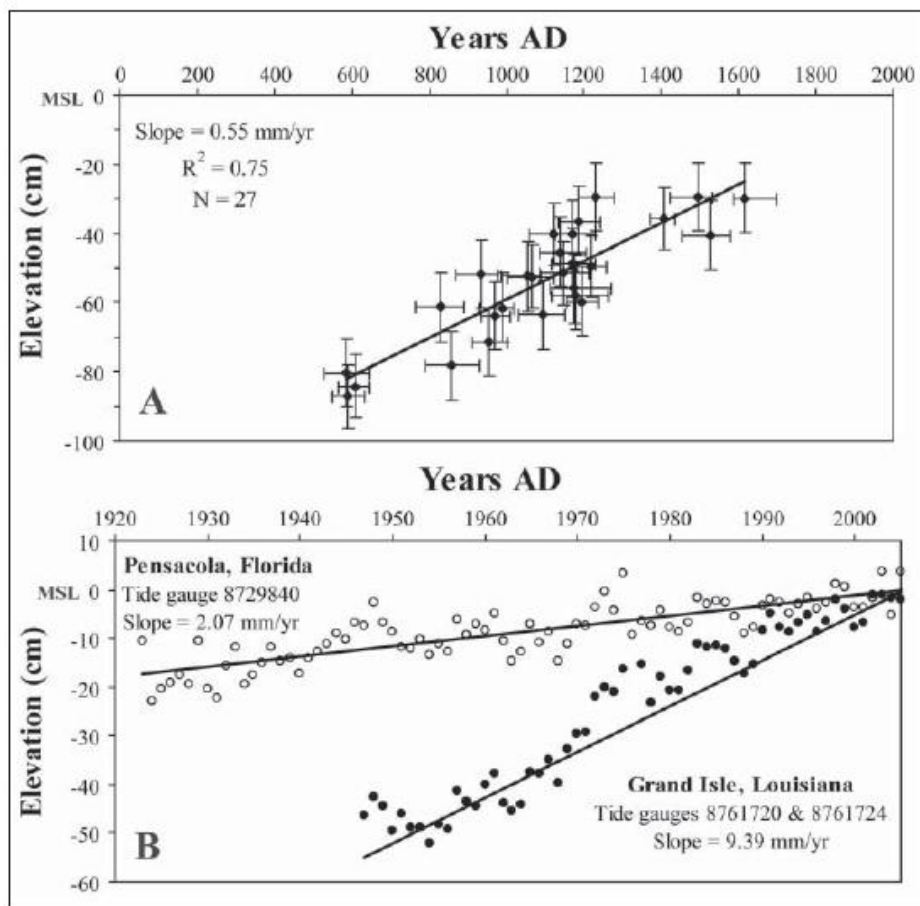 Years AD
0 200 400 600 800 1000 1200 1400 1600 2000
MSL 0
-20
-40
-60
-80
-100
Elevation (cm)
Slope = 0.55 mm/yr
R² = 0.75
N = 27
A
Years AD
1920 1930 1940 1950 1960 1970 1980 1990 2000
10
MSL 0
-10
-20
-30
-40
-50
-60
Elevation (cm)
Pensacola, Florida
Tide gauge 8729840
Slope = 2.07 mm/yr
Grand Isle, Louisiana
Tide gauges 8761720 & 8761724
Slope = 9.39 mm/yr
B